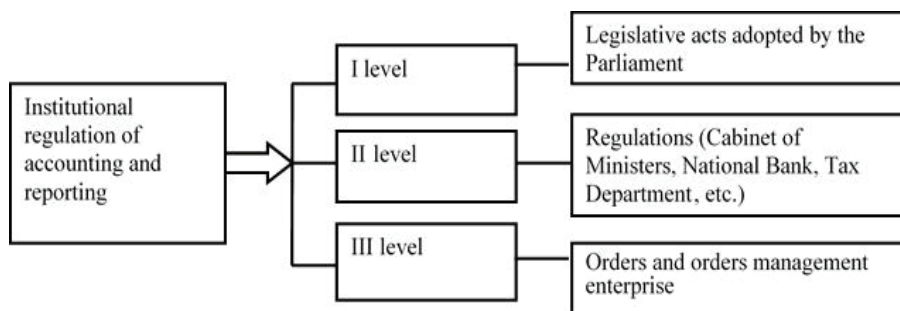 Institutional
regulation of
accounting and
reporting
I level
Legislative acts adopted by the
Parliament
II level
Regulations (Cabinet of
Ministers, National Bank, Tax
Department, etc.)
III level
Orders and orders management
enterprise